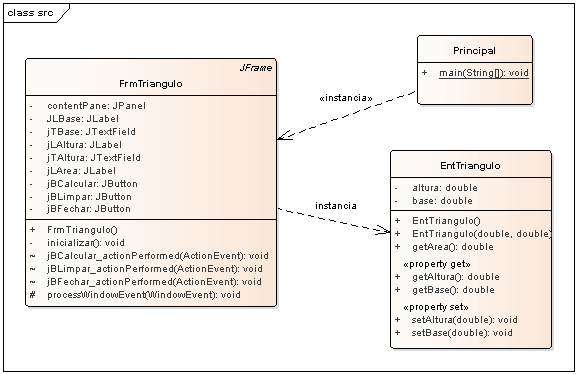 class src
JFrame
FrmTriangulo
- contentPane: JPanel
- JLBase: JLabel
- jTBase: JTextField
- jLAltura: JLabel
- jTAltura: JTextField
- jLArea: JLabel
- jBCalcular: JButton
- jBLimpar: JButton
- jBFechar: JButton
+ FrmTriangulo()
- inicializar(): void
~ jBCalcular_actionPerformed(ActionEvent): void
~ jBLimpar_actionPerformed(ActionEvent): void
~ jBFechar_actionPerformed(ActionEvent): void
# processWindowEvent(WindowEvent): void
Principal
+ main(String[]): void
«instancia»
instancia
EntTriangulo
- altura: double
- base: double
+ EntTriangulo()
+ EntTriangulo(double, double)
+ getArea(): double
«property get»
+ getAltura(): double
+ getBase(): double
«property set»
+ setAltura(double): void
+ setBase(double): void